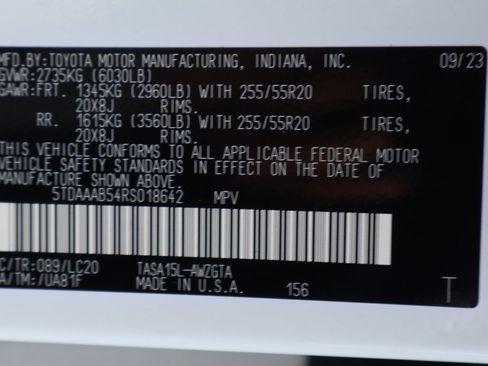 MFD.BY:TOYOTA MOTOR MANUFACTURING, INDIANA, INC. 09/23
GVWR:2735KG (6030LB)
GAWR:FRT. 1345KG (2960LB) WITH 255/55R20 TIRES,
20X8J RIMS.
RR. 1615KG (3560LB) WITH 255/55R20 TIRES,
20X8J RIMS.
THIS VEHICLE CONFORMS TO ALL APPLICABLE FEDERAL MOTOR
VEHICLE SAFETY STANDARDS IN EFFECT ON THE DATE OF
MANUFACTURE SHOWN ABOVE.
5TDAAAB54RS018642 MPV
C/TR:089/LC20 TASA15L-AWZGTA
A/TM:-/UA81F MADE IN U.S.A. 156 T